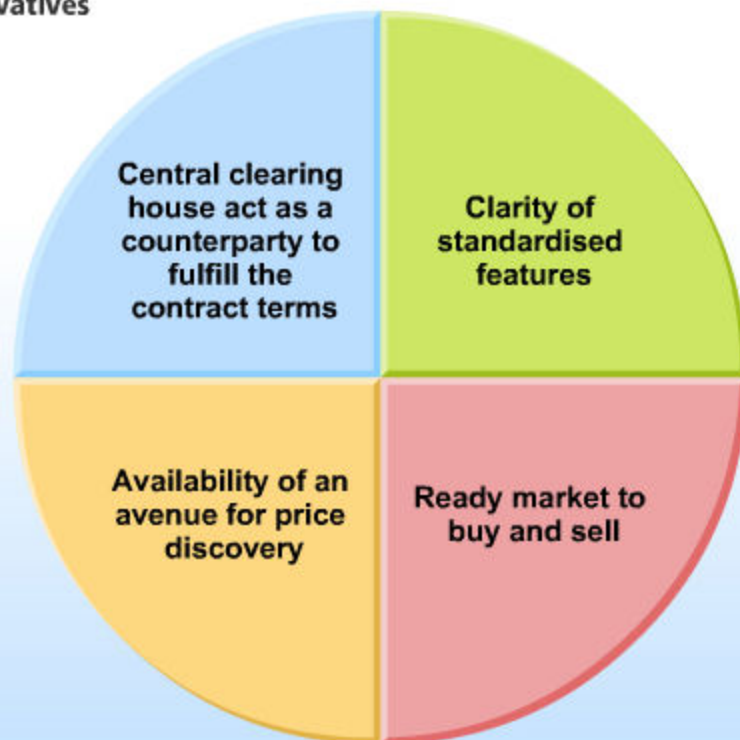 vatives
Central clearing
house act as a
counterparty to
fulfill the
contract terms
Clarity of
standardised
features
Availability of an
avenue for price
discovery
Ready market to
buy and sell